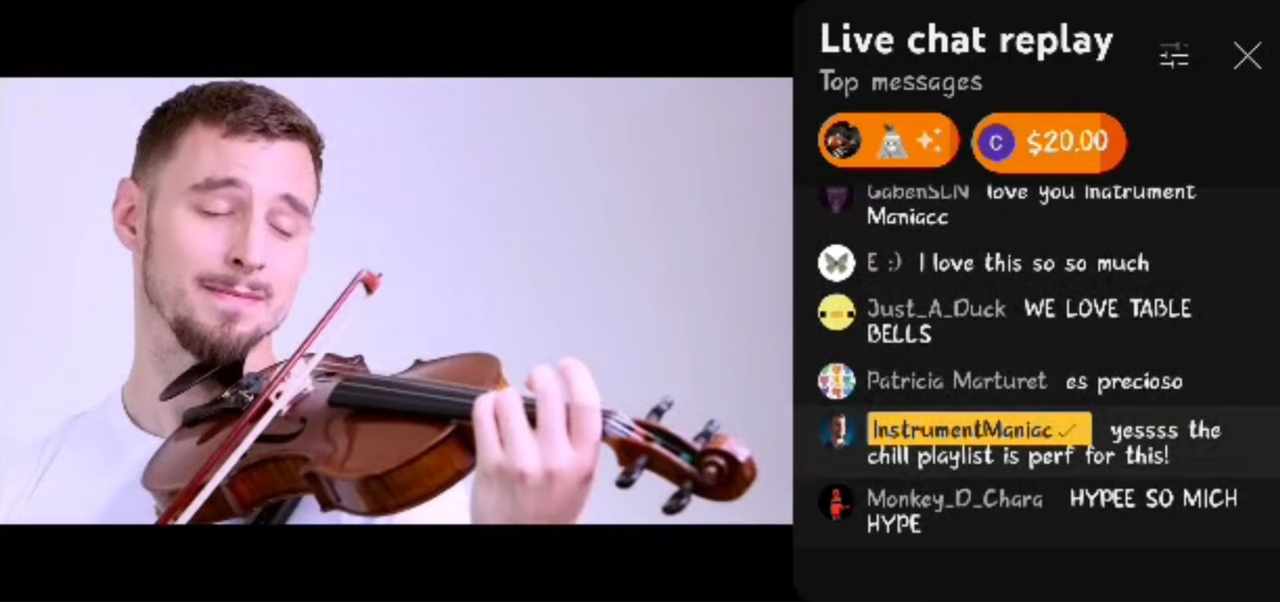 Live chat replay
Top messages
C $20.00
GabenSLN love you Instrument
Maniacc
E :) I love this so so much
Just_A_Duck WE LOVE TABLE
BELLS
Patricia Marturet es precioso
InstrumentManiac ✓ yessss the
chill playlist is perf for this!
Monkey_D_Chara HYPEE SO MICH
HYPE